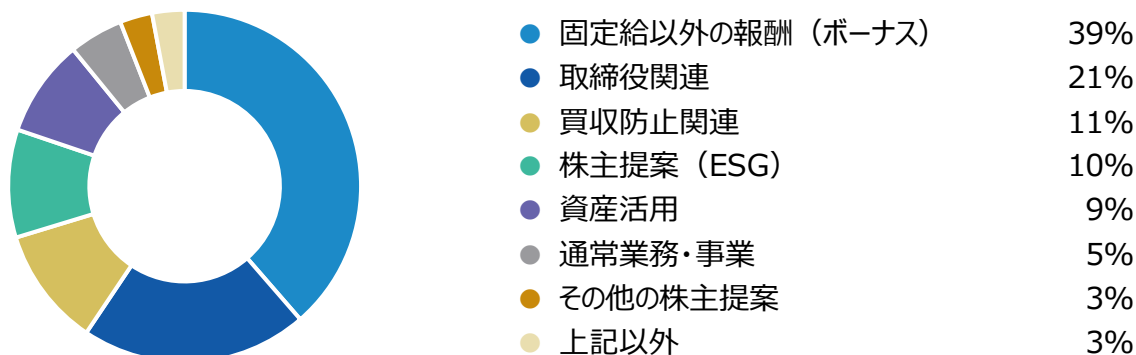 固定給以外の報酬（ボーナス） 39%
取締役関連 21%
買収防止関連 11%
株主提案（ESG） 10%
資産活用 9%
通常業務・事業 5%
その他の株主提案 3%
上記以外 3%